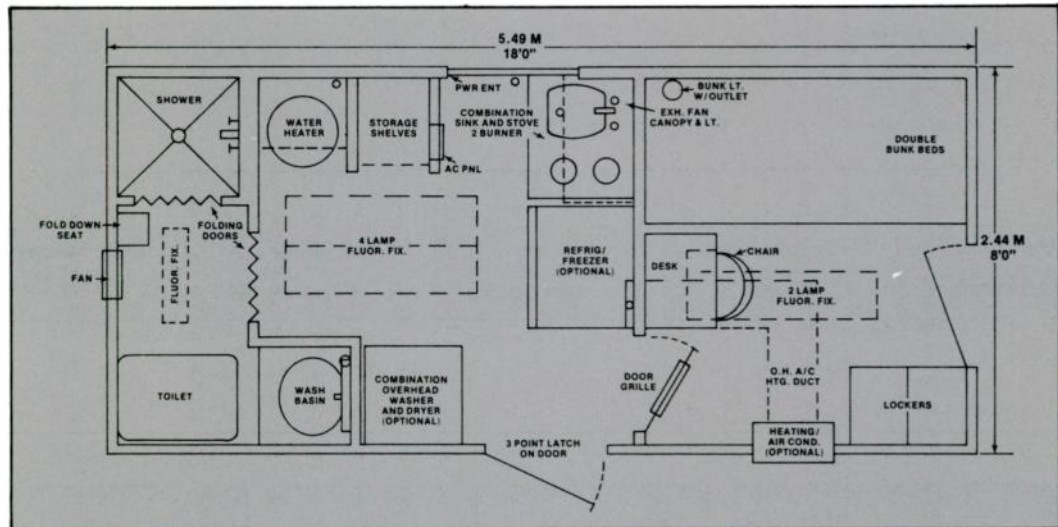 5.49 M
18'0"
SHOWER
WATER
HEATER
STORAGE
SHELVES
PWR ENT
AC PNL
COMBINATION
SINK AND STOVE
2 BURNER
EXH. FAN
CANOPY & LT.
BUNK LT.
W/OUTLET
DOUBLE
BUNK BEDS
FOLD DOWN
SEAT
FOLDING
DOORS
FAN
FLUOR. FIX.
4 LAMP
FLUOR. FIX.
REFRIG/
FREEZER
(OPTIONAL)
DESK
CHAIR
2 LAMP
FLUOR. FIX.
2.44 M
8'0"
TOILET
WASH
BASIN
COMBINATION
OVERHEAD
WASHER
AND DRYER
(OPTIONAL)
3 POINT LATCH
ON DOOR
DOOR
GRILLE
O.H. A/C
HTG. DUCT
HEATING/
AIR COND.
(OPTIONAL)
LOCKERS